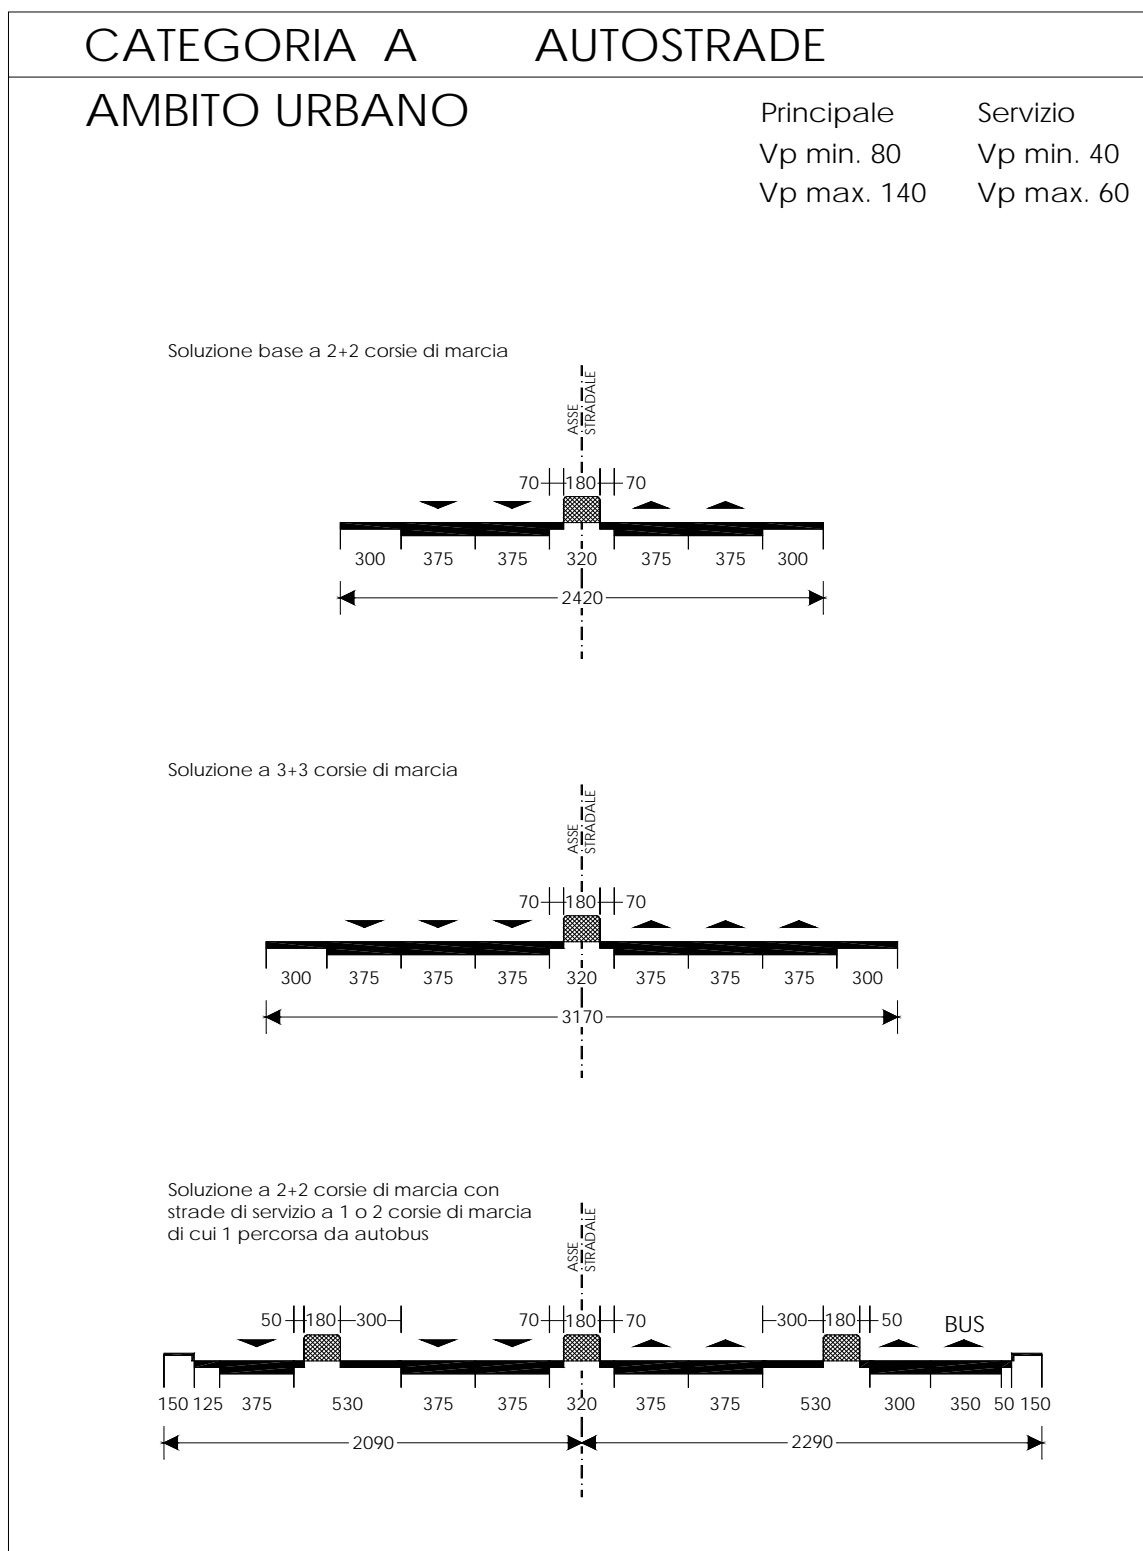 CATEGORIA A AUTOSTRADE
AMBITO URBANO
Principale Servizio
Vp min. 80 Vp min. 40
Vp max. 140 Vp max. 60
Soluzione base a 2+2 corsie di marcia
ASSE
STRADALE
70 180 70
300 375 375 320 375 375 300
2420
Soluzione a 3+3 corsie di marcia
ASSE
STRADALE
70 180 70
300 375 375 375 320 375 375 375 300
3170
Soluzione a 2+2 corsie di marcia con
strade di servizio a 1 o 2 corsie di marcia
di cui 1 percorsa da autobus
ASSE
STRADALE
50 180 300 70 180 70 300 180 50 BUS
150 125 375 530 375 375 320 375 375 530 300 350 50 150
2090 2290